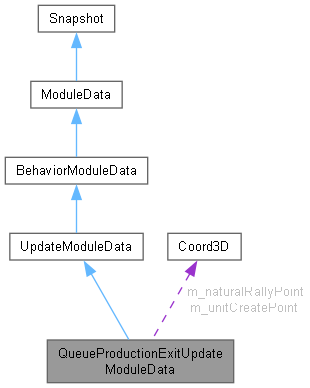 Snapshot
ModuleData
BehaviorModuleData
UpdateModuleData
Coord3D
m_naturalRallyPoint
m_unitCreatePoint
QueueProductionExitUpdate
ModuleData